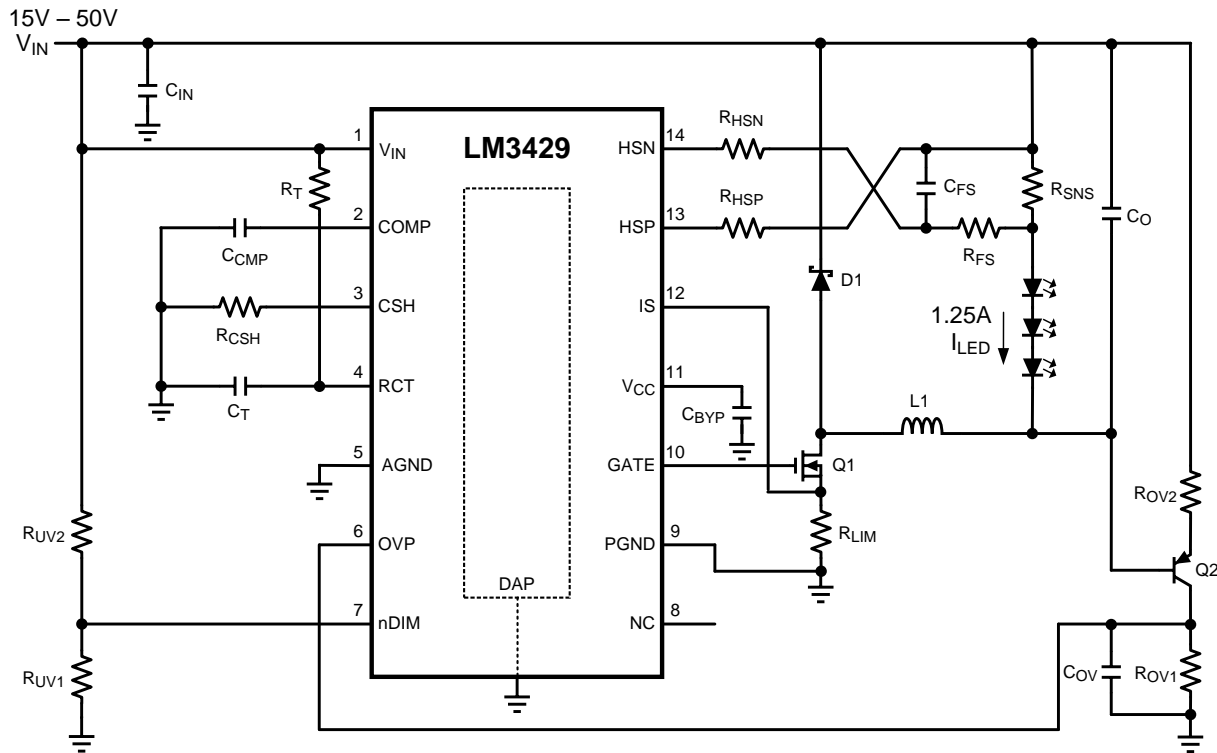 15V – 50V
VIN
CIN
LM3429
1
VIN
2
COMP
3
CSH
4
RCT
5
AGND
6
OVP
7
nDIM
14
HSN
13
HSP
12
IS
11
VCC
10
GATE
9
PGND
8
NC
DAP
RT
CCMP
RCSH
CT
RUV2
RUV1
RHSN
RHSP
CFS
RFS
RSNS
CO
D1
1.25A
ILED
L1
CBYP
Q1
RLIM
ROV2
Q2
COV
ROV1